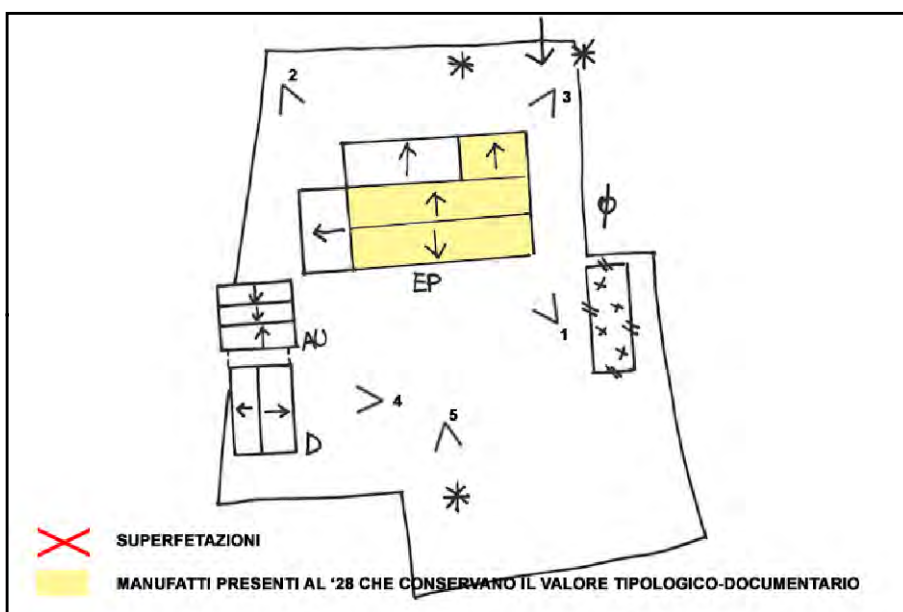 2
3
φ
EP
1
AU
4
5
D
SUPERFETAZIONI
MANUFATTI PRESENTI AL '28 CHE CONSERVANO IL VALORE TIPOLOGICO-DOCUMENTARIO